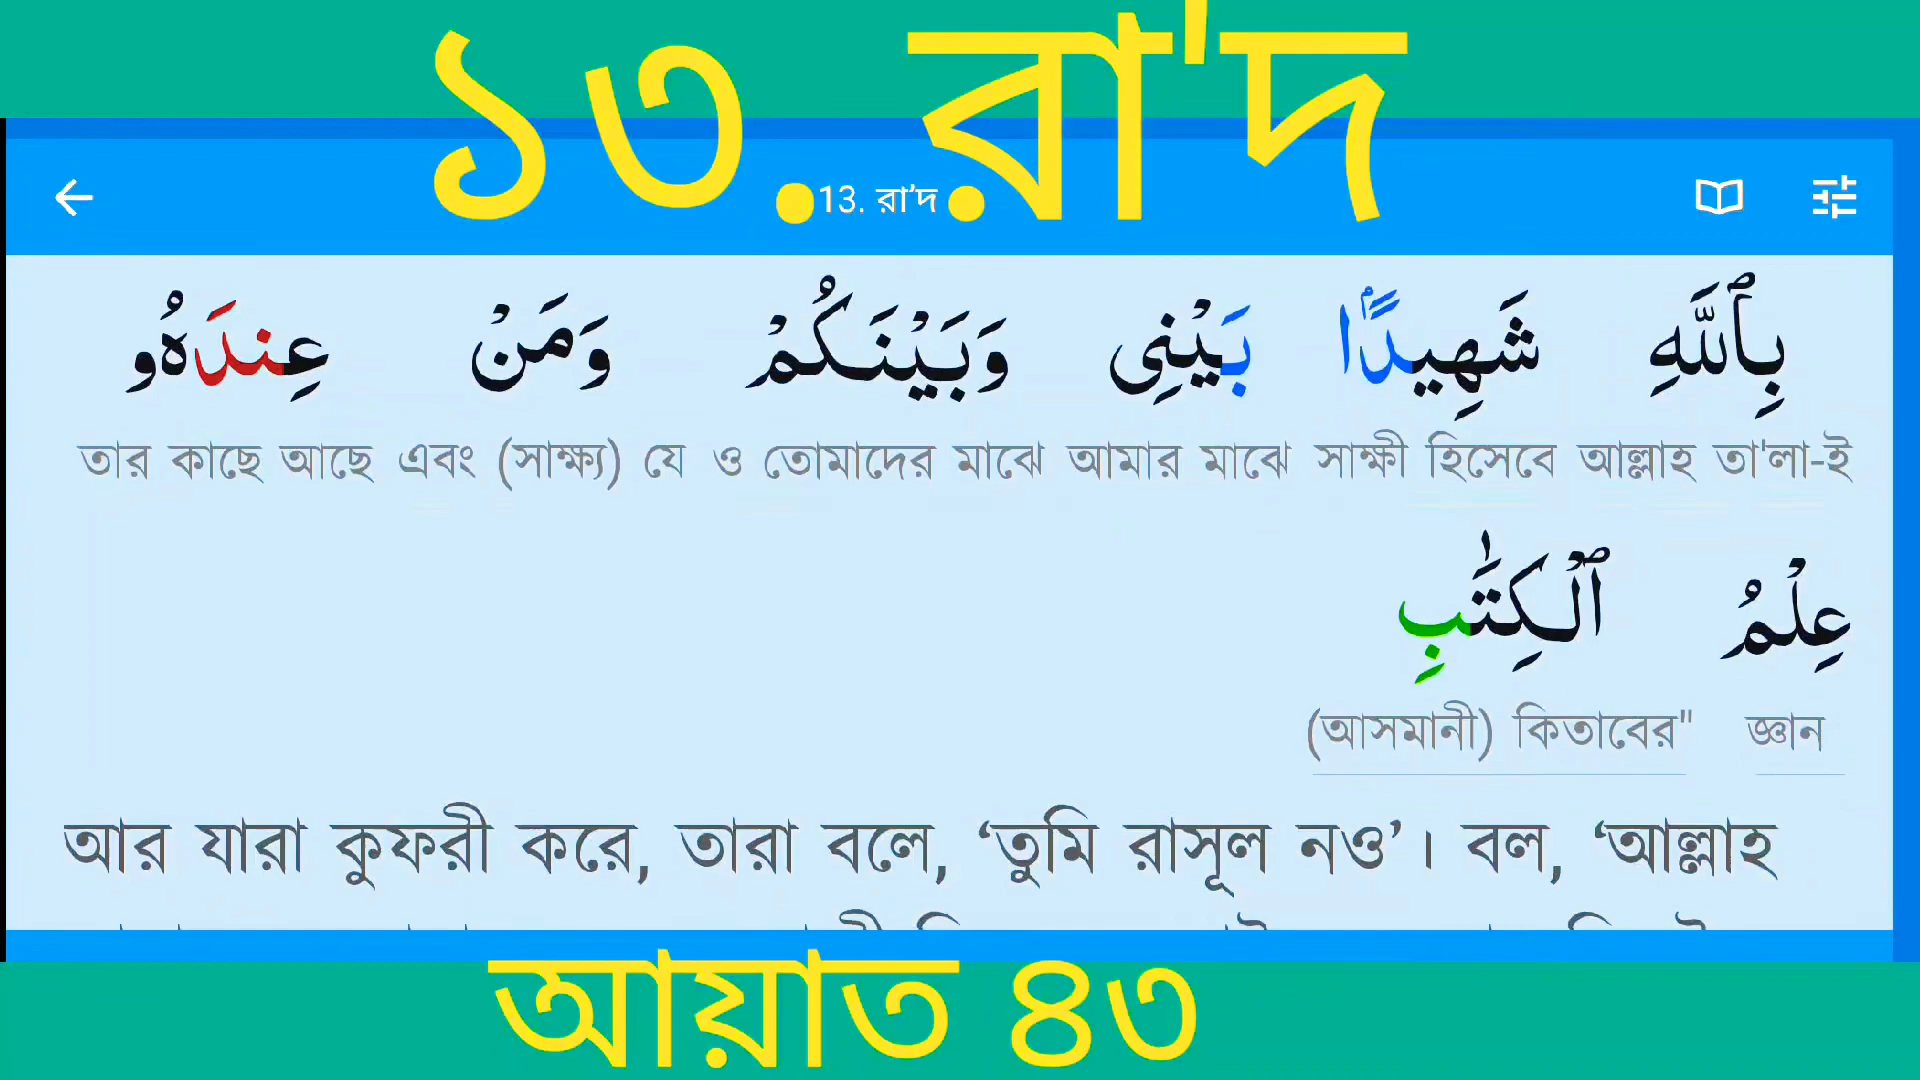 ১৩. রা'দ
13. রা’দ
بِٱللَّهِ شَهِيدًۢا بَيْنِى وَبَيْنَكُمْ وَمَنْ عِندَهُو
তার কাছে আছে এবং (সাক্ষ্য) যে ও তোমাদের মাঝে আমার মাঝে সাক্ষী হিসেবে আল্লাহ তা'লা-ই
عِلْمُ ٱلْكِتَٰبِ
(আসমানী) কিতাবের" জ্ঞান
আর যারা কুফরী করে, তারা বলে, ‘তুমি রাসূল নও’। বল, ‘আল্লাহ
আয়াত ৪৩